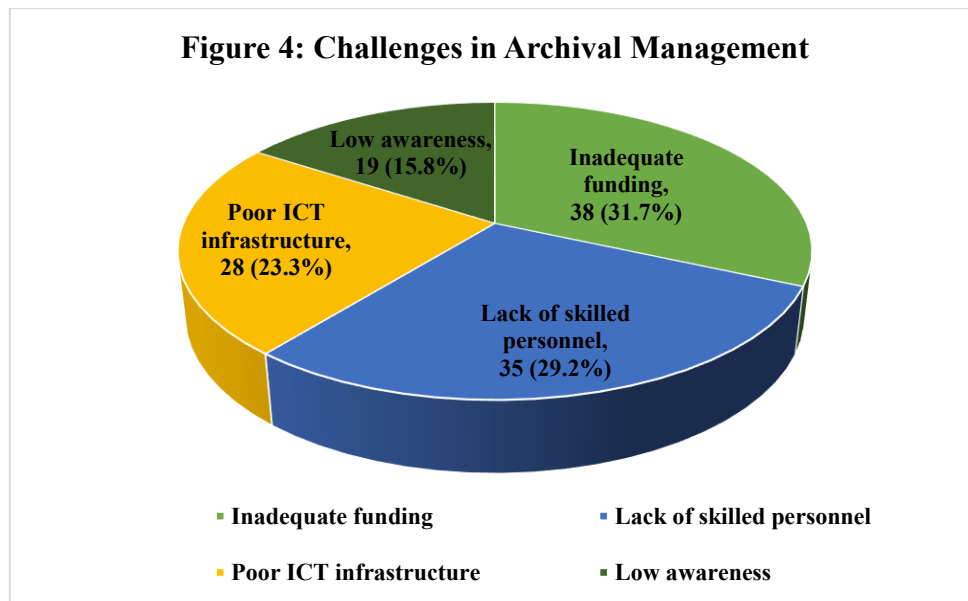 Figure 4: Challenges in Archival Management
Low awareness,
19 (15.8%)
Inadequate
funding,
38 (31.7%)
Poor ICT
infrastructure,
28 (23.3%)
Lack of skilled
personnel,
35 (29.2%)
Inadequate funding
Lack of skilled personnel
Poor ICT infrastructure
Low awareness